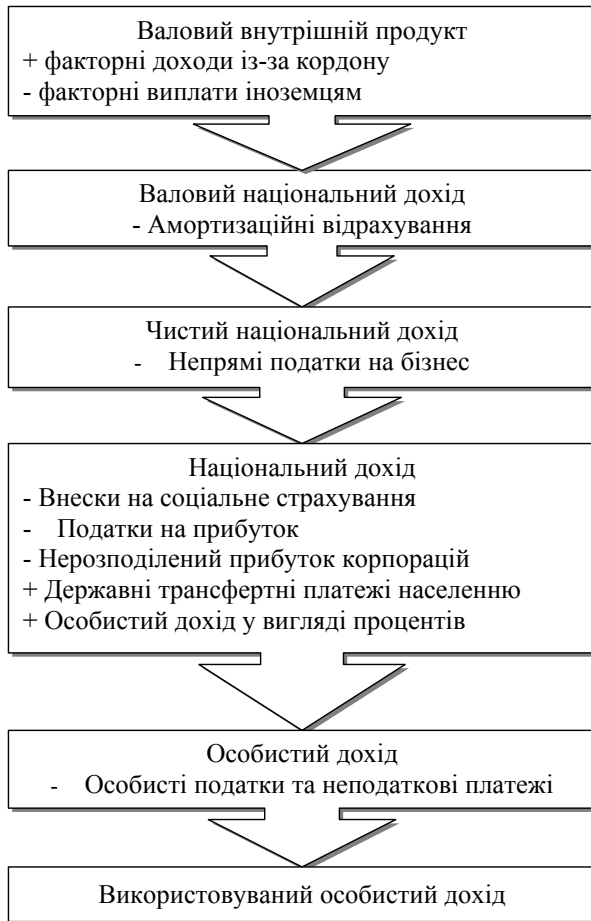 Валовий внутрішній продукт
+ факторні доходи із-за кордону
- факторні виплати іноземцям
Валовий національний дохід
- Амортизаційні відрахування
Чистий національний дохід
- Непрямі податки на бізнес
Національний дохід
- Внески на соціальне страхування
- Податки на прибуток
- Нерозподілений прибуток корпорацій
+ Державні трансфертні платежі населенню
+ Особистий дохід у вигляді процентів
Особистий дохід
- Особисті податки та неподаткові платежі
Використовуваний особистий дохід